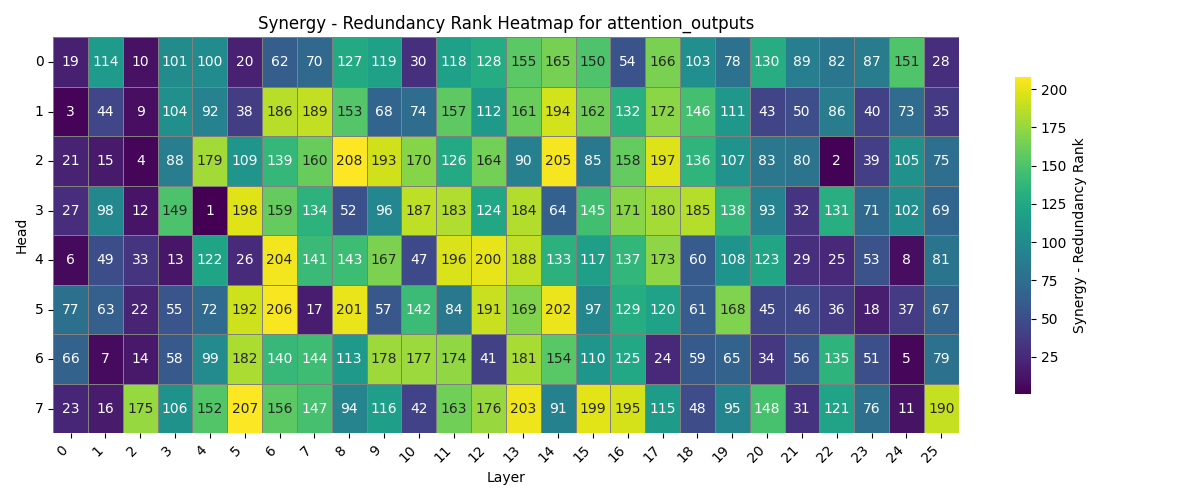 Synergy - Redundancy Rank Heatmap for attention_outputs
0 19 114 10 101 100 20 62 70 127 119 30 118 128 155 165 150 54 166 103 78 130 89 82 87 151 28
1 3 44 9 104 92 38 186 189 153 68 74 157 112 161 194 162 132 172 146 111 43 50 86 40 73 35
2 21 15 4 88 179 109 139 160 208 193 170 126 164 90 205 85 158 197 136 107 83 80 2 39 105 75
3 27 98 12 149 1 198 159 134 52 96 187 183 124 184 64 145 171 180 185 138 93 32 131 71 102 69
4 6 49 33 13 122 26 204 141 143 167 47 196 200 188 133 117 137 173 60 108 123 29 25 53 8 81
5 77 63 22 55 72 192 206 17 201 57 142 84 191 169 202 97 129 120 61 168 45 46 36 18 37 67
6 66 7 14 58 99 182 140 144 113 178 177 174 41 181 154 110 125 24 59 65 34 56 135 51 5 79
7 23 16 175 106 152 207 156 147 94 116 42 163 176 203 91 199 195 115 48 95 148 31 121 76 11 190
0 1 2 3 4 5 6 7 8 9 10 11 12 13 14 15 16 17 18 19 20 21 22 23 24 25
Layer
Head
200
175
150
125
100
75
50
25
Synergy - Redundancy Rank